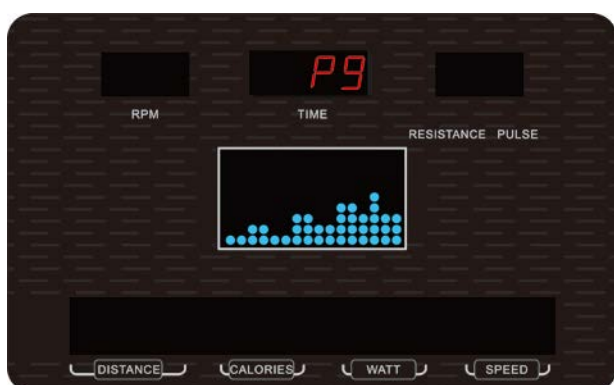 P9
RPM
TIME
RESISTANCE PULSE
DISTANCE
CALORIES
WATT
SPEED